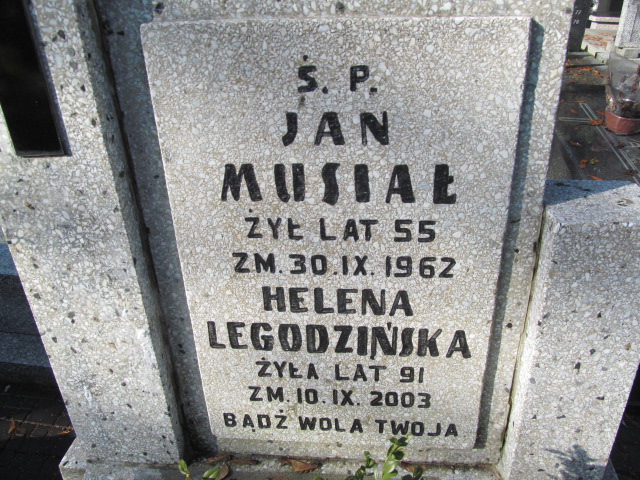 Ś. P.
JAN
MUSIAŁ
ŻYŁ LAT 55
ZM. 30. IX. 1962
HELENA
LEGODZIŃSKA
ŻYŁA LAT 91
ZM. 10. IX. 2003
BĄDŹ WOLA TWOJA